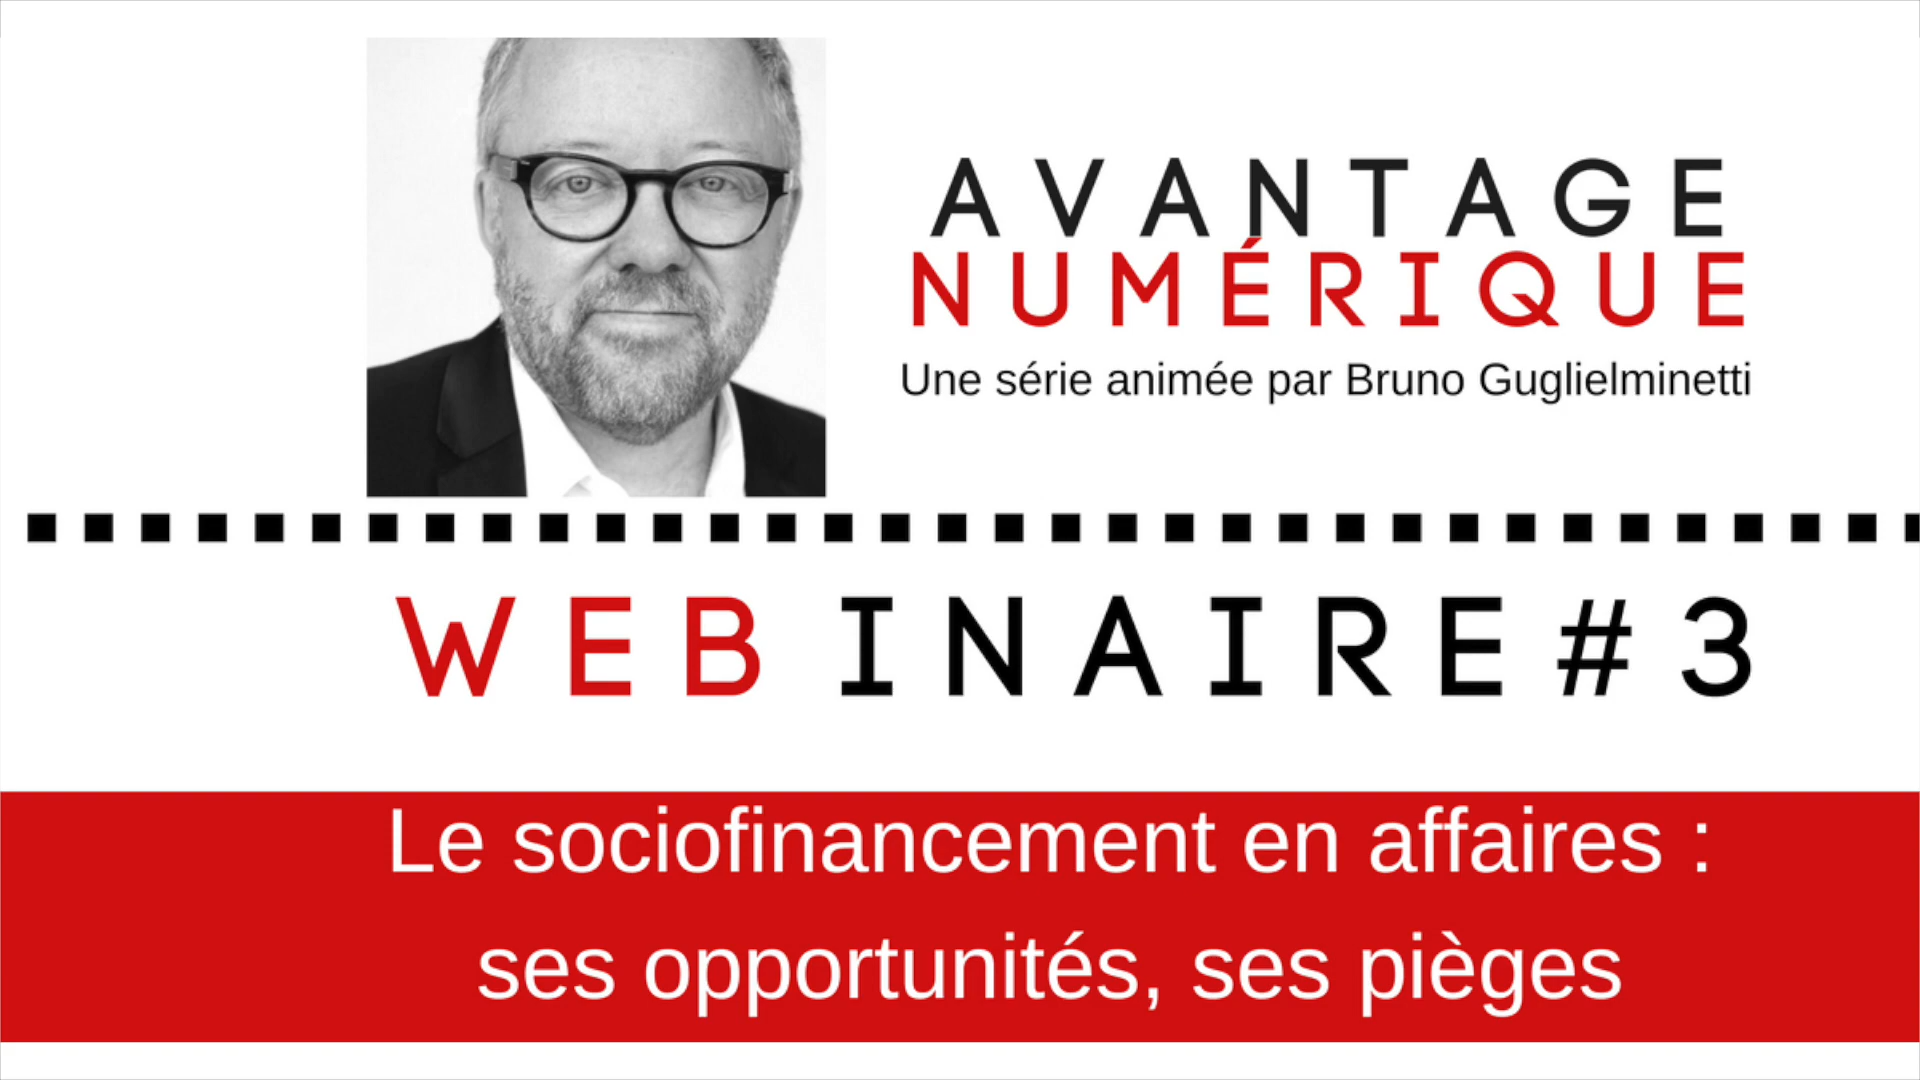 AVANTAGE
NUMÉRIQUE
Une série animée par Bruno Guglielminetti
WEBINAIRE#3
Le sociofinancement en affaires :
ses opportunités, ses pièges